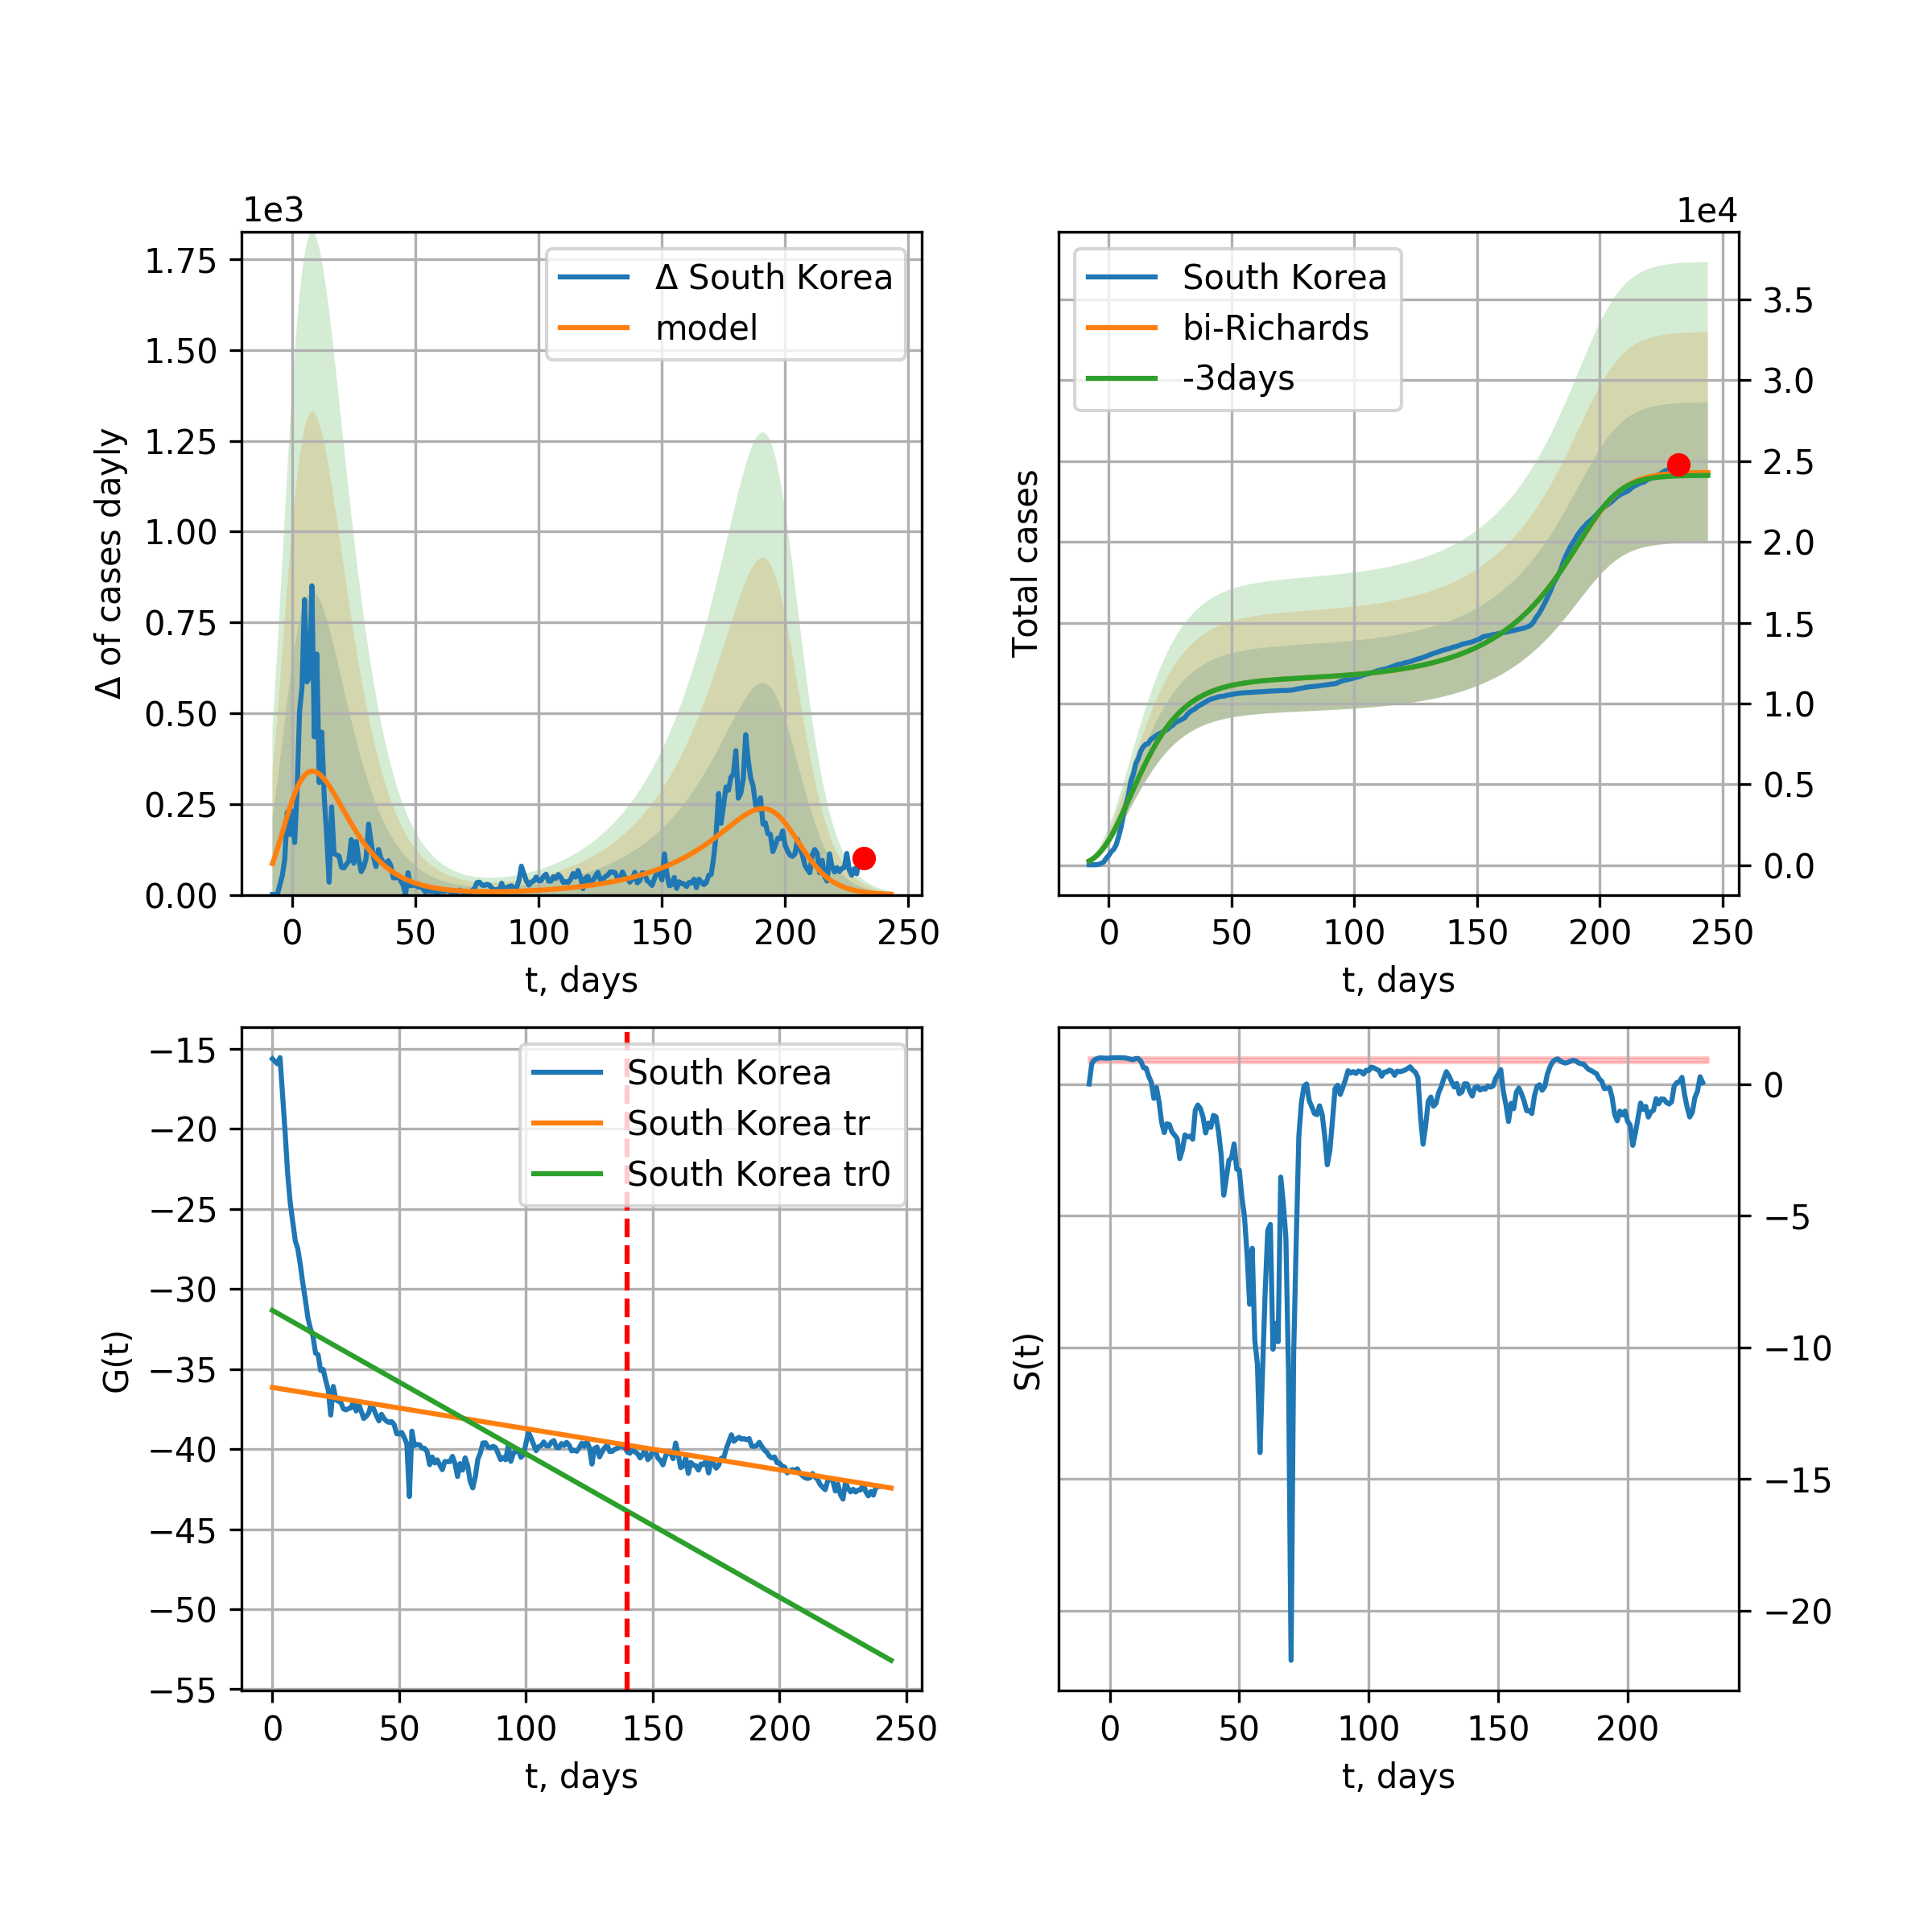 1e3
1.75
1.50
1.25
1.00
0.75
0.50
0.25
0.00
Δ of cases dayly
Δ South Korea
model
0 50 100 150 200 250
t, days
1e4
3.5
3.0
2.5
2.0
1.5
1.0
0.5
0.0
Total cases
South Korea
bi-Richards
-3days
0 50 100 150 200 250
t, days
−15
−20
−25
−30
−35
−40
−45
−50
−55
G(t)
South Korea
South Korea tr
South Korea tr0
0 50 100 150 200 250
t, days
0
−5
−10
−15
−20
S(t)
0 50 100 150 200
t, days